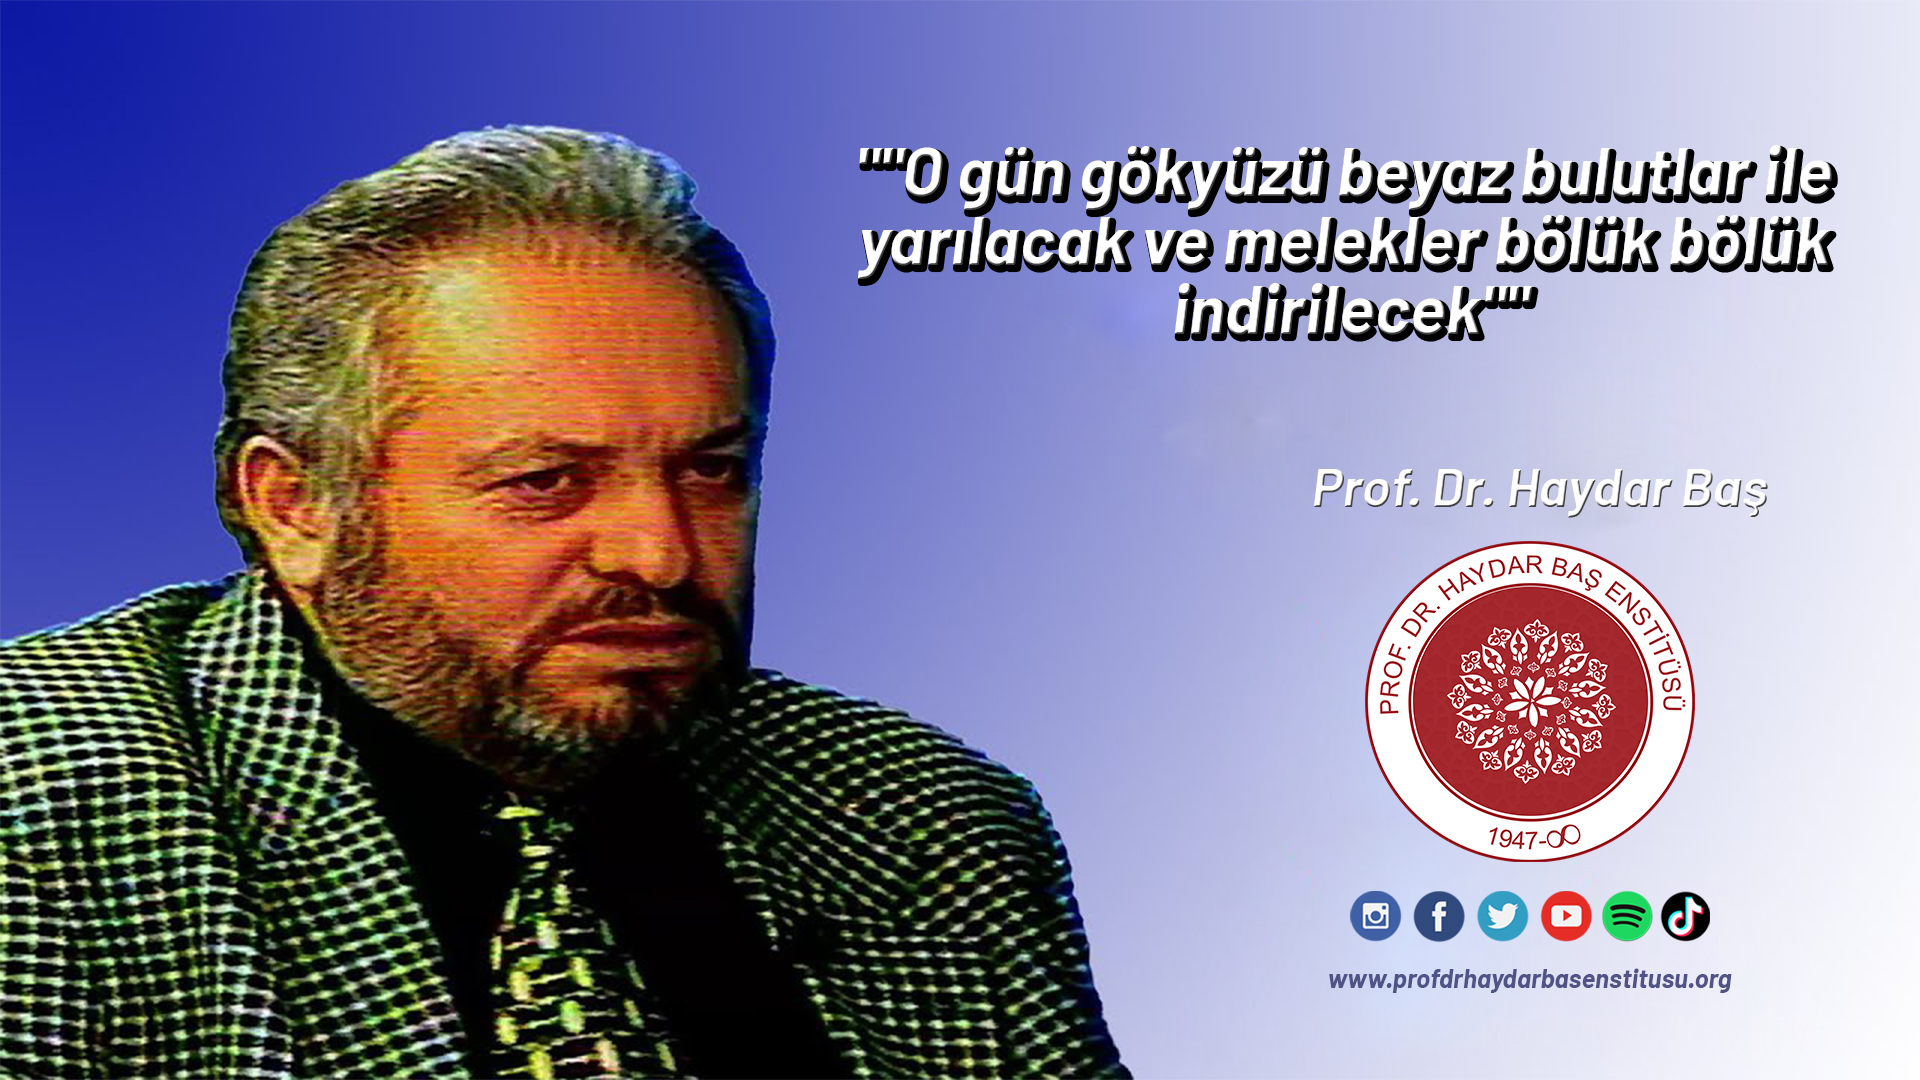 ""O gün gökyüzü beyaz bulutlar ile
yarılacak ve melekler bölük bölük
indirilecek""
Prof. Dr. Haydar Baş
PROF. DR. HAYDAR BAŞ ENSTİTÜSÜ
1947-∞
www.profdrhaydarbasenstitusu.org